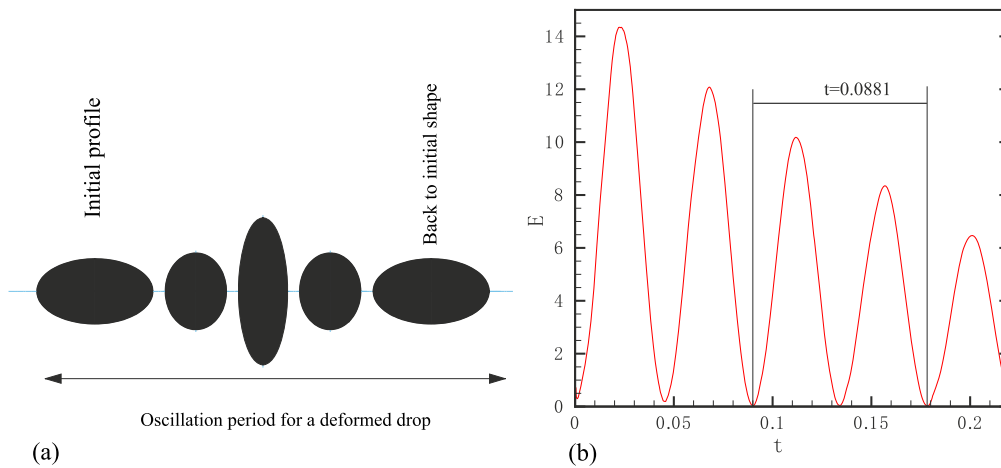 Initial profile
Back to initial shape
Oscillation period for a deformed drop
(a)
E
14
12
10
8
6
4
2
0
t=0.0881
0
0.05
0.1
0.15
0.2
t
(b)